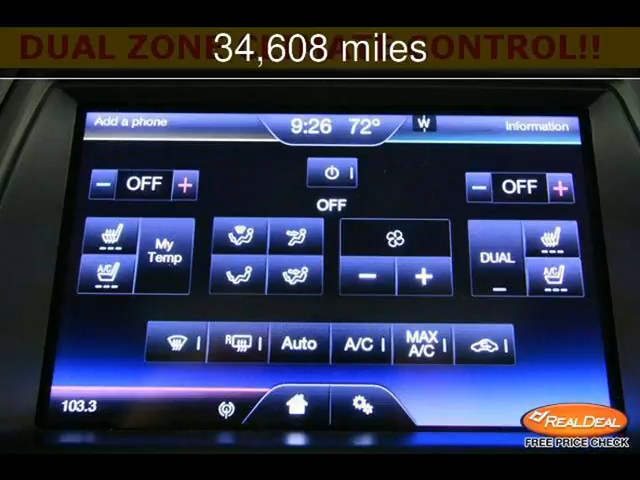 DUAL ZONE CLIMATE CONTROL!!
34,608 miles
Add a phone
9:26 72° W
Information
OFF
OFF
OFF
My Temp
A/C
DUAL
A/C
R
Auto
A/C
MAX A/C
103.3
REALDEAL
FREE PRICE CHECK